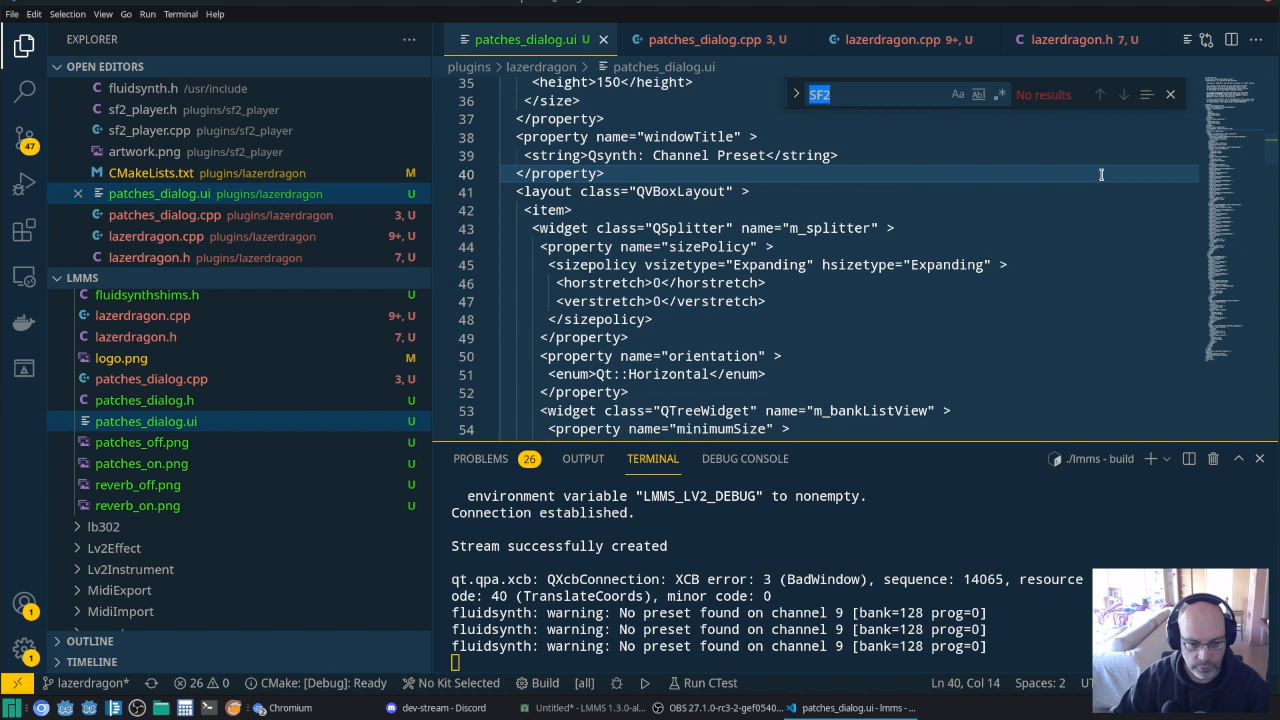 File Edit Selection View Go Run Terminal Help
EXPLORER
OPEN EDITORS
fluidsynth.h /usr/include
sf2_player.h plugins/sf2_player
sf2_player.cpp plugins/sf2_player
artwork.png plugins/sf2_player
CMakeLists.txt plugins/lazerdragon M
patches_dialog.ui plugins/lazerdragon U
patches_dialog.cpp plugins/lazerdragon 3, U
lazerdragon.cpp plugins/lazerdragon 9+, U
lazerdragon.h plugins/lazerdragon 7, U
LMMS
fluidsynthshims.h U
lazerdragon.cpp 9+, U
lazerdragon.h 7, U
logo.png M
patches_dialog.cpp 3, U
patches_dialog.h U
patches_dialog.ui U
patches_off.png U
patches_on.png U
reverb_off.png U
reverb_on.png U
lb302
Lv2Effect
Lv2Instrument
MidiExport
MidiImport
OUTLINE
TIMELINE
47
1
1
patches_dialog.ui U
patches_dialog.cpp 3, U
lazerdragon.cpp 9+, U
lazerdragon.h 7, U
plugins > lazerdragon > patches_dialog.ui
SF2 Aa Ab No results
35 <height>150</height>
36 </size>
37 </property>
38 <property name="windowTitle" >
39 <string>Qsynth: Channel Preset</string>
40 </property>
41 <layout class="QVBoxLayout" >
42 <item>
43 <widget class="QSplitter" name="m_splitter" >
44 <property name="sizePolicy" >
45 <sizepolicy vsizetype="Expanding" hsizetype="Expanding" >
46 <horstretch>0</horstretch>
47 <verstretch>0</verstretch>
48 </sizepolicy>
49 </property>
50 <property name="orientation" >
51 <enum>Qt::Horizontal</enum>
52 </property>
53 <widget class="QTreeWidget" name="m_bankListView" >
54 <property name="minimumSize" >
PROBLEMS 26 OUTPUT TERMINAL DEBUG CONSOLE
./lmms - build
environment variable "LMMS_LV2_DEBUG" to nonempty.
Connection established.
Stream successfully created
qt.qpa.xcb: QXcbConnection: XCB error: 3 (BadWindow), sequence: 14065, resource
ode: 40 (TranslateCoords), minor code: 0
fluidsynth: warning: No preset found on channel 9 [bank=128 prog=0]
fluidsynth: warning: No preset found on channel 9 [bank=128 prog=0]
fluidsynth: warning: No preset found on channel 9 [bank=128 prog=0]
lazerdragon* 26 0 CMake: [Debug]: Ready No Kit Selected Build [all] Run CTest Ln 40, Col 14 Spaces: 2
Chromium
dev-stream - Discord
Untitled* - LMMS 1.3.0-al...
OBS 27.1.0-rc3-2-gef0540...
patches_dialog.ui - lmms - ...